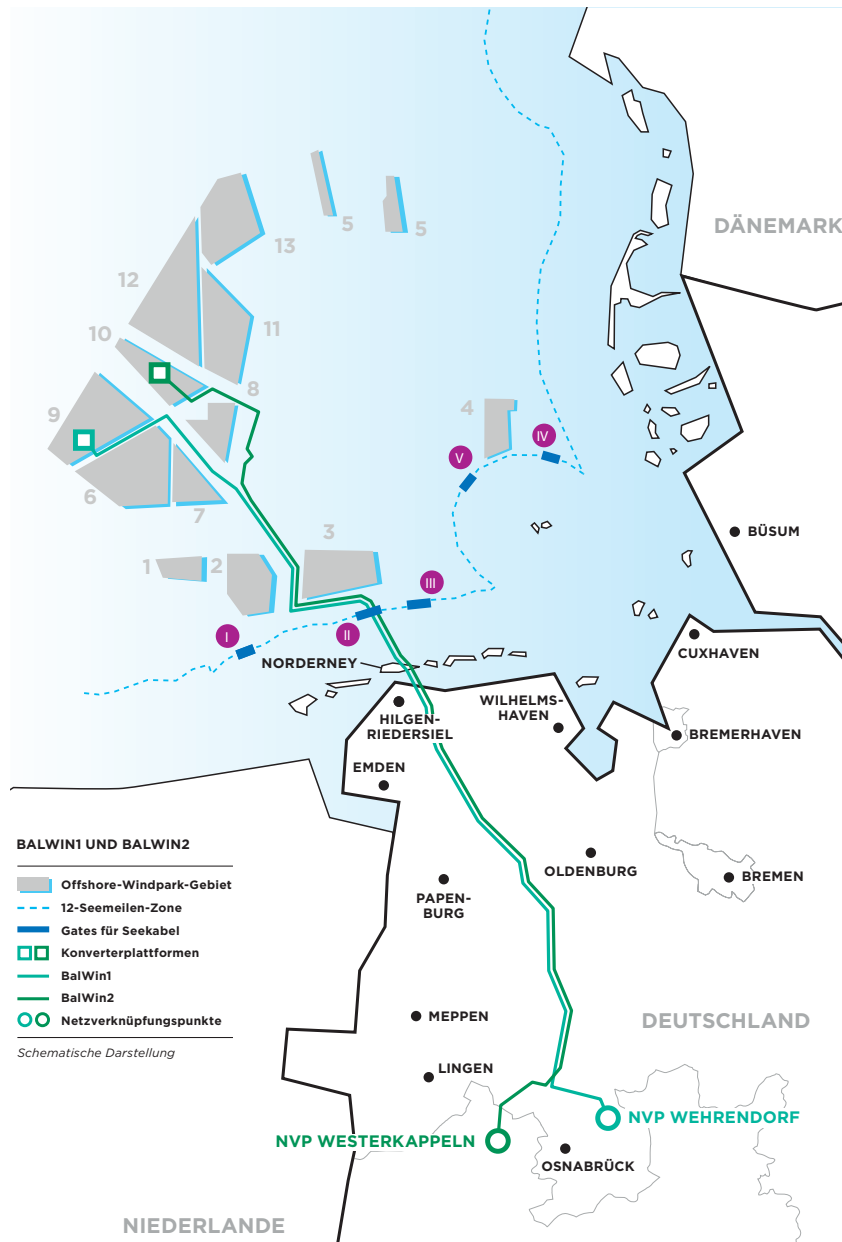 DÄNEMARK
5
5
13
12
11
10
8
9
4
IV
V
6
7
3
1
2
III
II
I
BÜSUM
NORDERNEY
CUXHAVEN
HILGEN-
RIEDERSIEL
WILHELMS-
HAVEN
BREMERHAVEN
EMDEN
OLDENBURG
BREMEN
PAPEN-
BURG
MEPPEN
DEUTSCHLAND
LINGEN
NVP WEHRENDORF
NVP WESTERKAPPELN
OSNABRÜCK
NIEDERLANDE
BALWIN1 UND BALWIN2
Offshore-Windpark-Gebiet
12-Seemeilen-Zone
Gates für Seekabel
Konverterplattformen
BalWin1
BalWin2
Netzverknüpfungspunkte
Schematische Darstellung